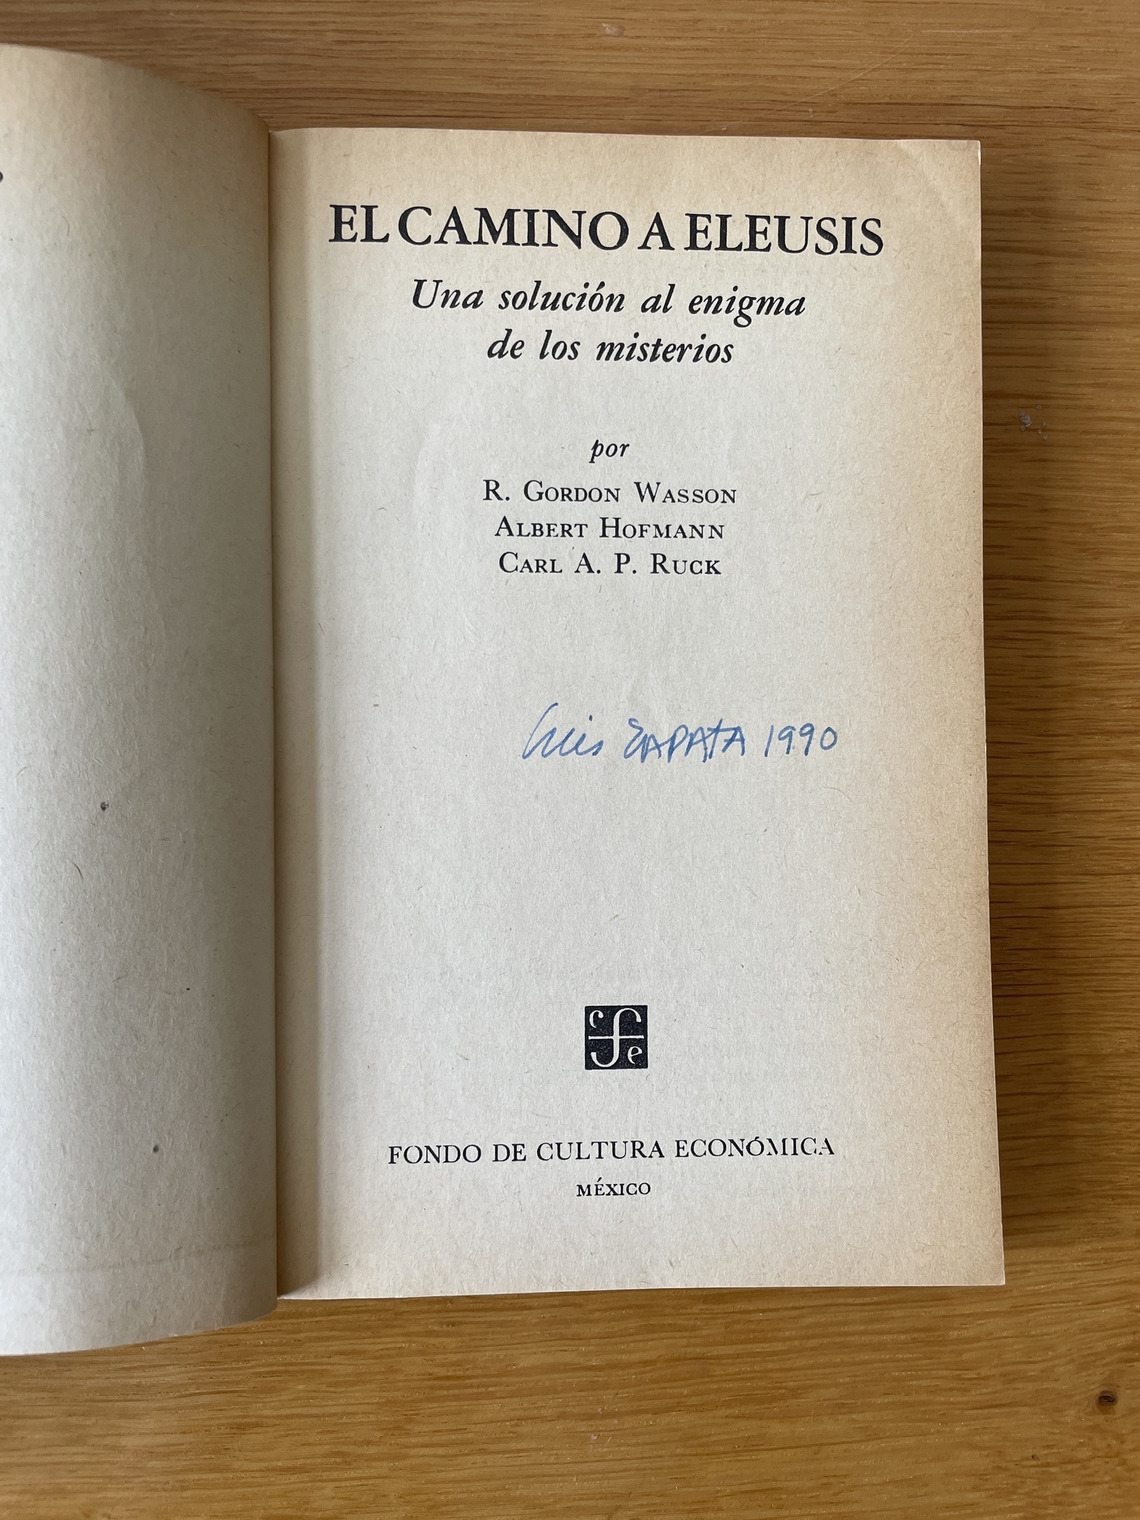 EL CAMINO A ELEUSIS
Una solución al enigma
de los misterios
por
R. GORDON WASSON
ALBERT HOFMANN
CARL A. P. RUCK
Luis ZAPATA 1990
cfe
FONDO DE CULTURA ECONÓMICA
MÉXICO